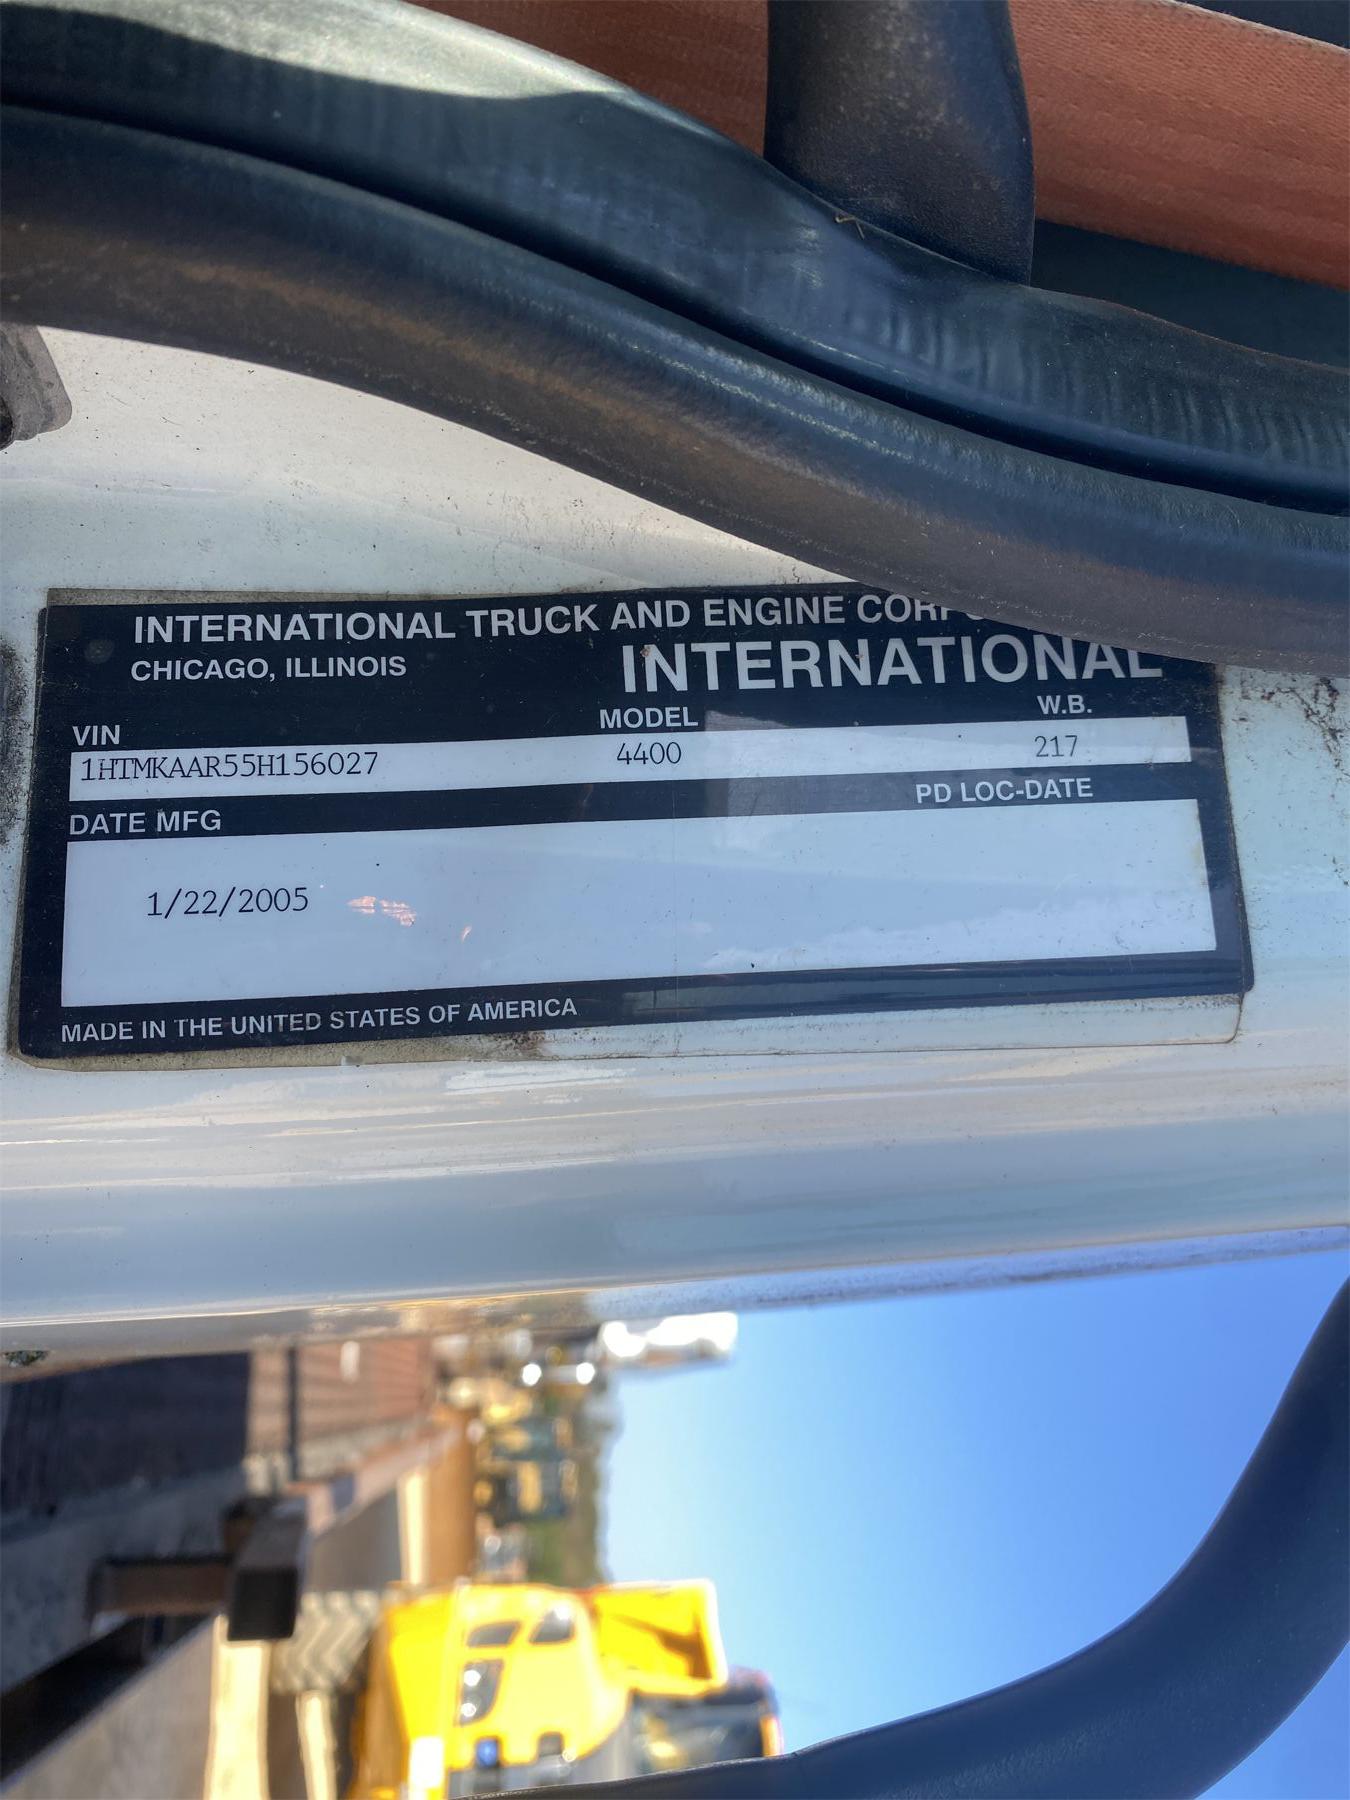 INTERNATIONAL TRUCK AND ENGINE
CHICAGO, ILLINOIS
INTERNATIONAL
VIN MODEL W.B.
1HTMKAAR55H156027 4400 217
DATE MFG PD LOC-DATE
1/22/2005
MADE IN THE UNITED STATES OF AMERICA